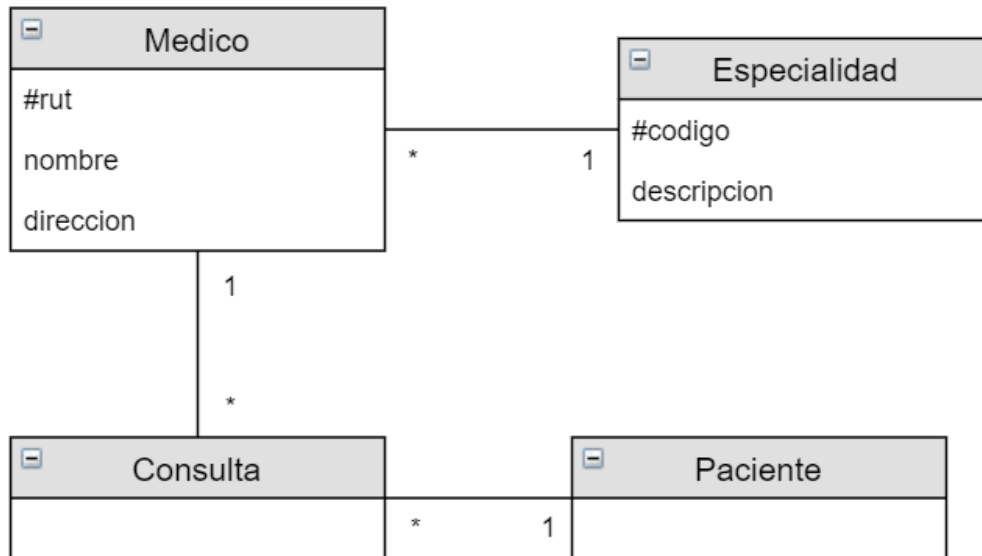 Medico
#rut
nombre
direccion
Especialidad
#codigo
descripcion
* 1
1
*
Consulta
Paciente
* 1